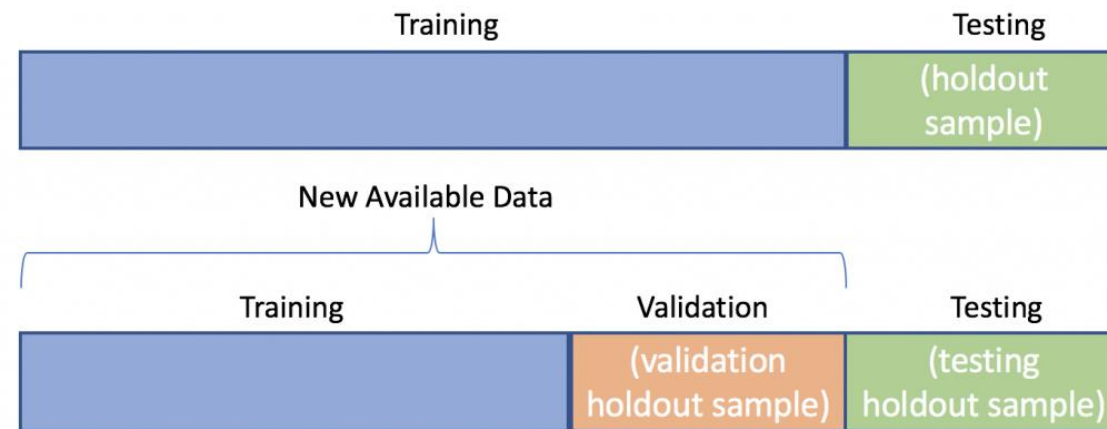 Training
Testing
(holdout
sample)
New Available Data
Training
Validation
Testing
(validation
holdout sample)
(testing
holdout sample)